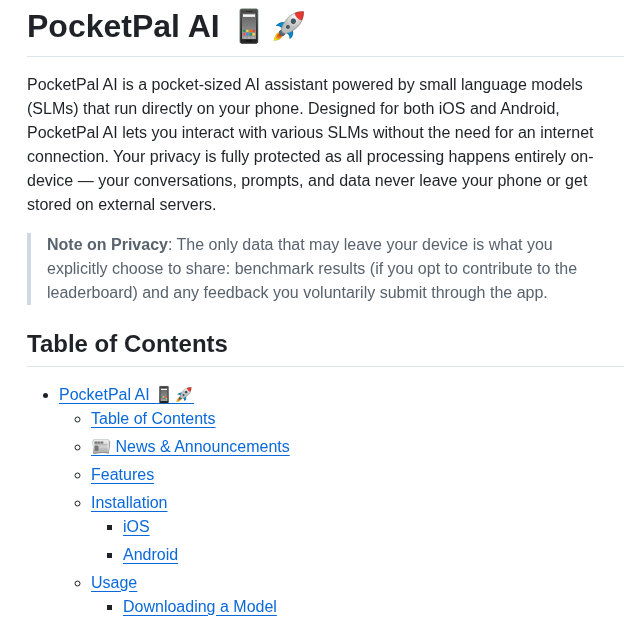 PocketPal AI 📱🚀
PocketPal AI is a pocket-sized AI assistant powered by small language models
(SLMs) that run directly on your phone. Designed for both iOS and Android,
PocketPal AI lets you interact with various SLMs without the need for an internet
connection. Your privacy is fully protected as all processing happens entirely on-
device — your conversations, prompts, and data never leave your phone or get
stored on external servers.
Note on Privacy: The only data that may leave your device is what you
explicitly choose to share: benchmark results (if you opt to contribute to the
leaderboard) and any feedback you voluntarily submit through the app.
Table of Contents
PocketPal AI 📱🚀
Table of Contents
📰 News & Announcements
Features
Installation
iOS
Android
Usage
Downloading a Model